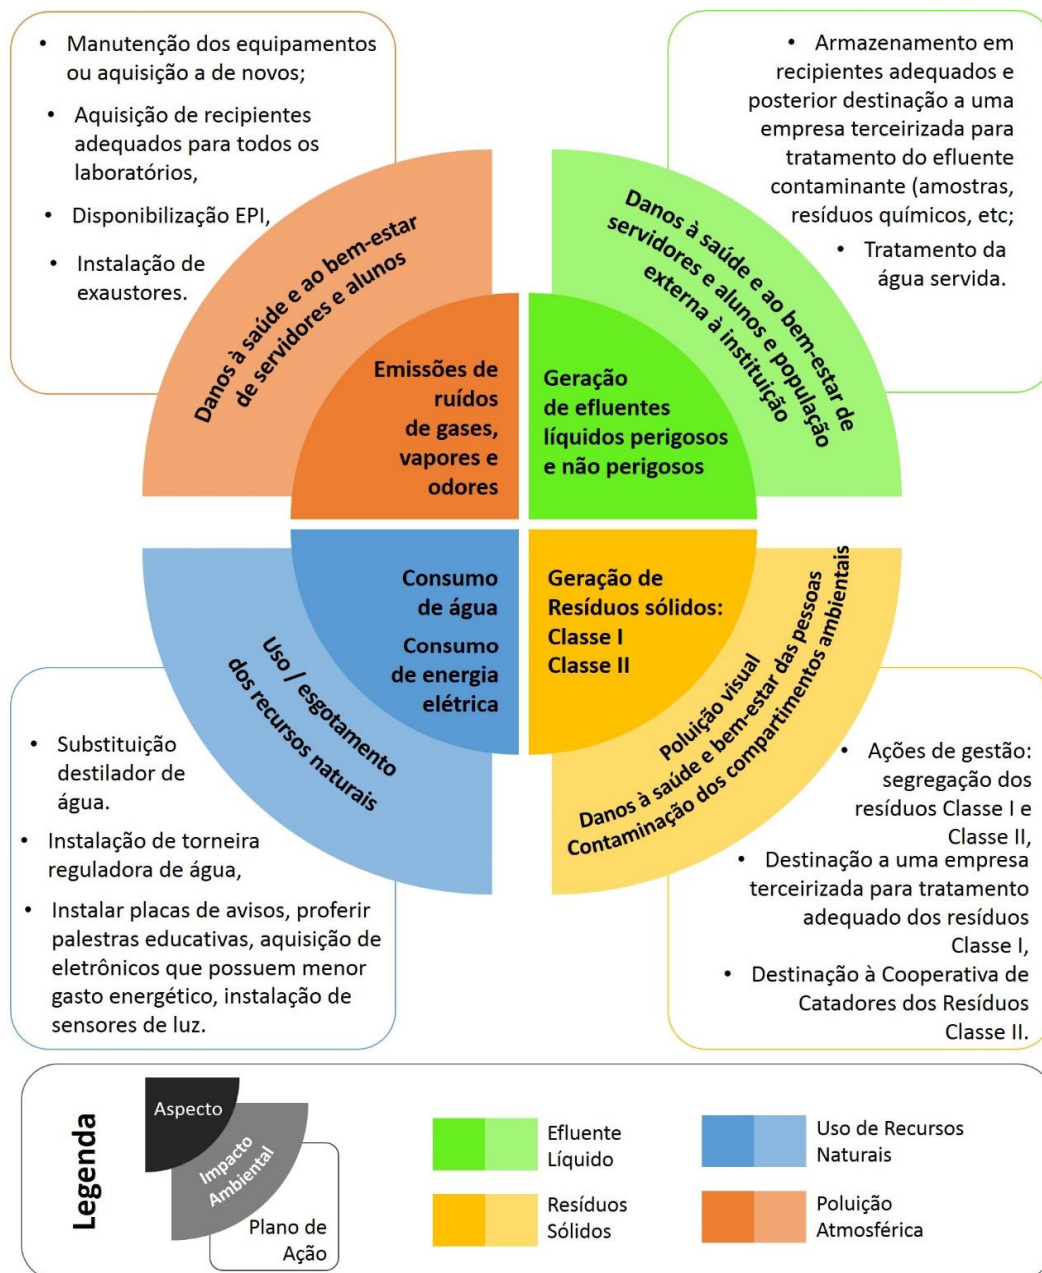 • Manutenção dos equipamentos
ou aquisição a de novos;
• Aquisição de recipientes
adequados para todos os
laboratórios,
• Disponibilização EPI,
• Instalação de
exaustores.
Danos à saúde e ao bem-estar
de servidores e alunos
Emissões de
ruídos
de gases,
vapores e
odores
• Armazenamento em
recipientes adequados e
posterior destinação a uma
empresa terceirizada para
tratamento do efluente
contaminante (amostras,
resíduos químicos, etc;
• Tratamento da
água servida.
Danos à saúde e ao bem-estar de
servidores e alunos e população
externa à instituição
Geração
de efluentes
líquidos perigosos
e não perigosos
Consumo
de água
Consumo
de energia
elétrica
Uso / esgotamento
dos recursos naturais
• Substituição
destilador de
água.
• Instalação de torneira
reguladora de água,
• Instalar placas de avisos, proferir
palestras educativas, aquisição de
eletrônicos que possuem menor
gasto energético, instalação de
sensores de luz.
Geração de
Resíduos sólidos:
Classe I
Classe II
Poluição visual
Danos à saúde e bem-estar das pessoas
Contaminação dos compartimentos ambientais
• Ações de gestão:
segregação dos
resíduos Classe I e
Classe II,
• Destinação a uma empresa
terceirizada para tratamento
adequado dos resíduos
Classe I,
• Destinação à Cooperativa de
Catadores dos Resíduos
Classe II.
Legenda
Aspecto
Impacto
Ambiental
Plano de
Ação
Efluente
Líquido
Resíduos
Sólidos
Uso de Recursos
Naturais
Poluição
Atmosférica